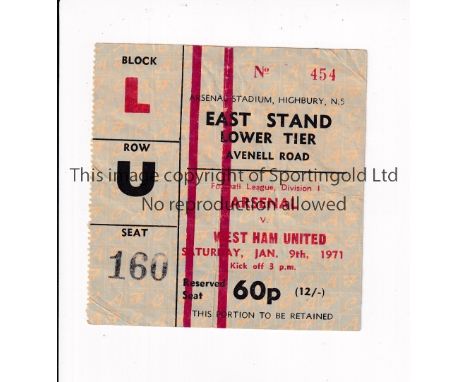 BLOCK
L
ROW
U
SEAT
160
Nº 454
ARSENAL STADIUM, HIGHBURY, N.5
EAST STAND
LOWER TIER
AVENELL ROAD
Football League, Division 1
ARSENAL
v.
WEST HAM UNITED
SATURDAY, JAN. 9th, 1971
Kick off 3 p.m.
Reserved Seat 60p (12/-)
THIS PORTION TO BE RETAINED
This image copyright of Sportingold Ltd
No reproduction allowed